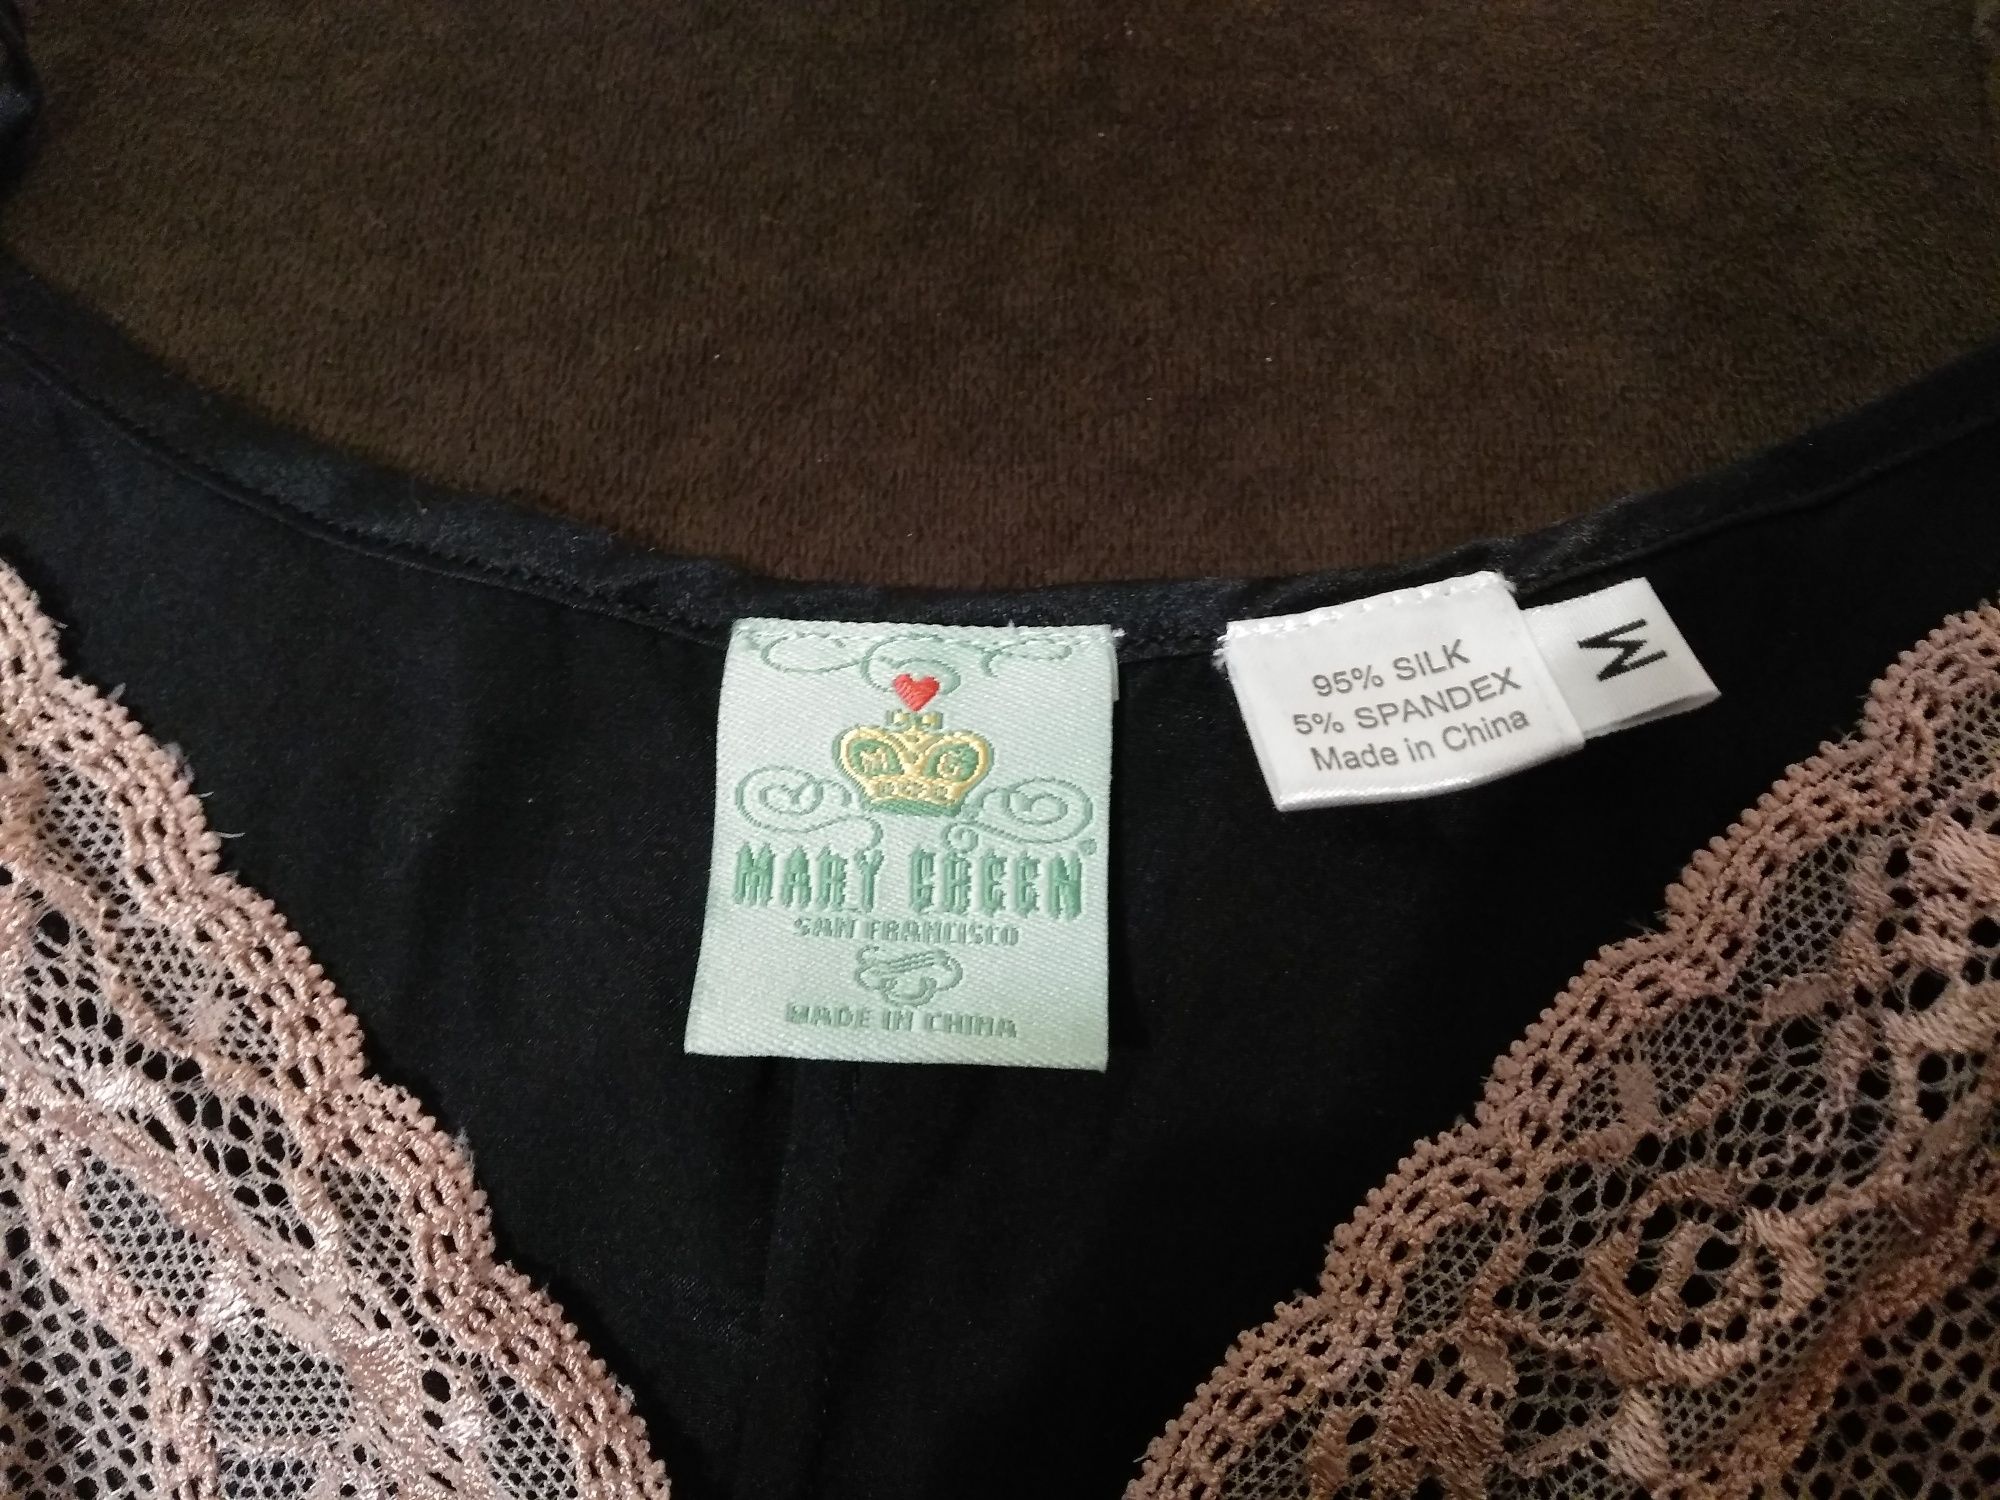 M G
MARY GREEN®
SAN FRANCISCO
MADE IN CHINA
95% SILK
5% SPANDEX
Made in China
M